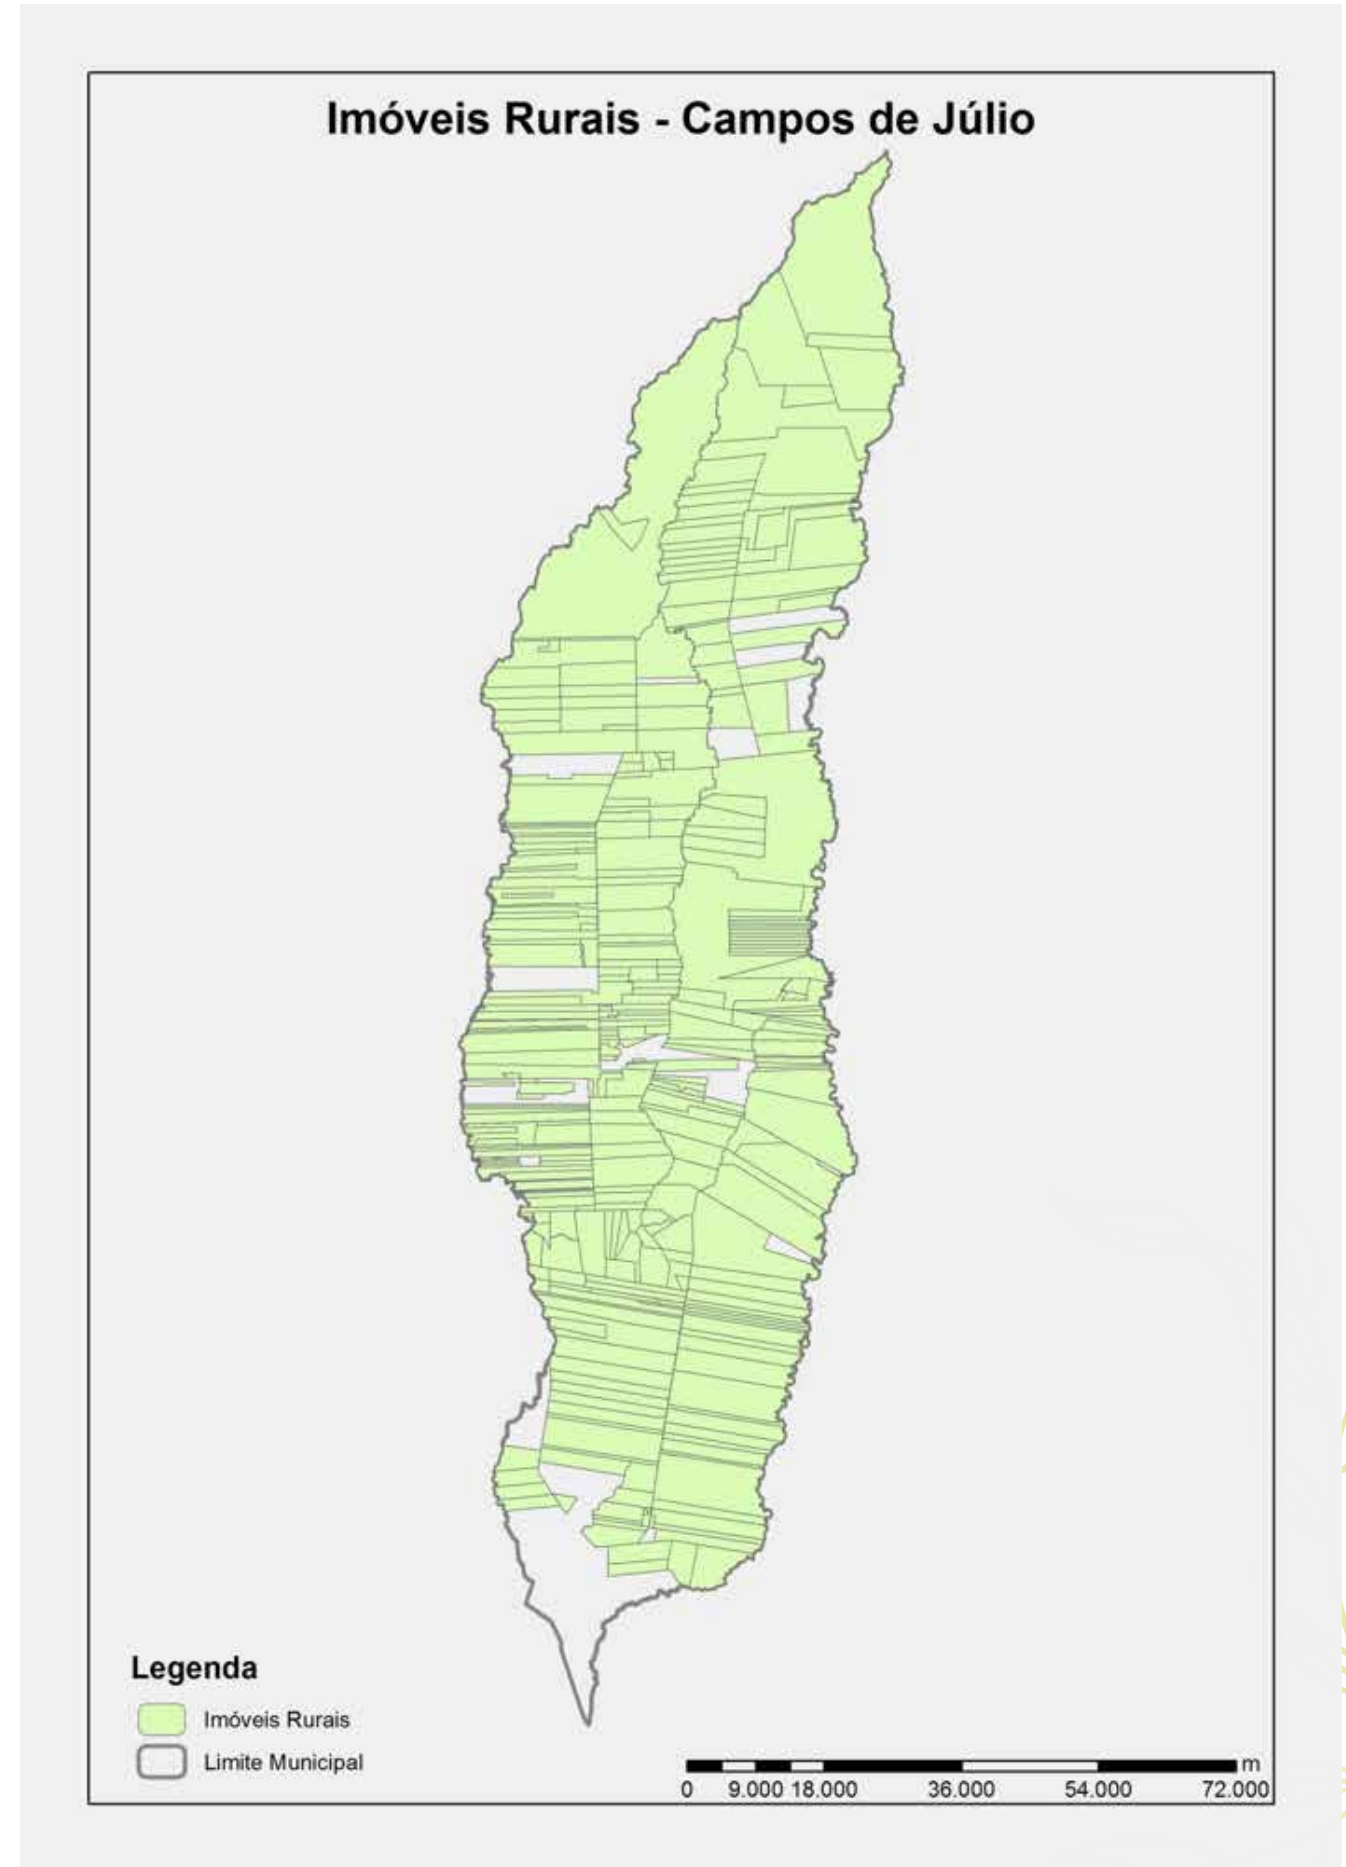 Imóveis Rurais - Campos de Júlio
Legenda
Imóveis Rurais
Limite Municipal
m
0 9.000 18.000 36.000 54.000 72.000